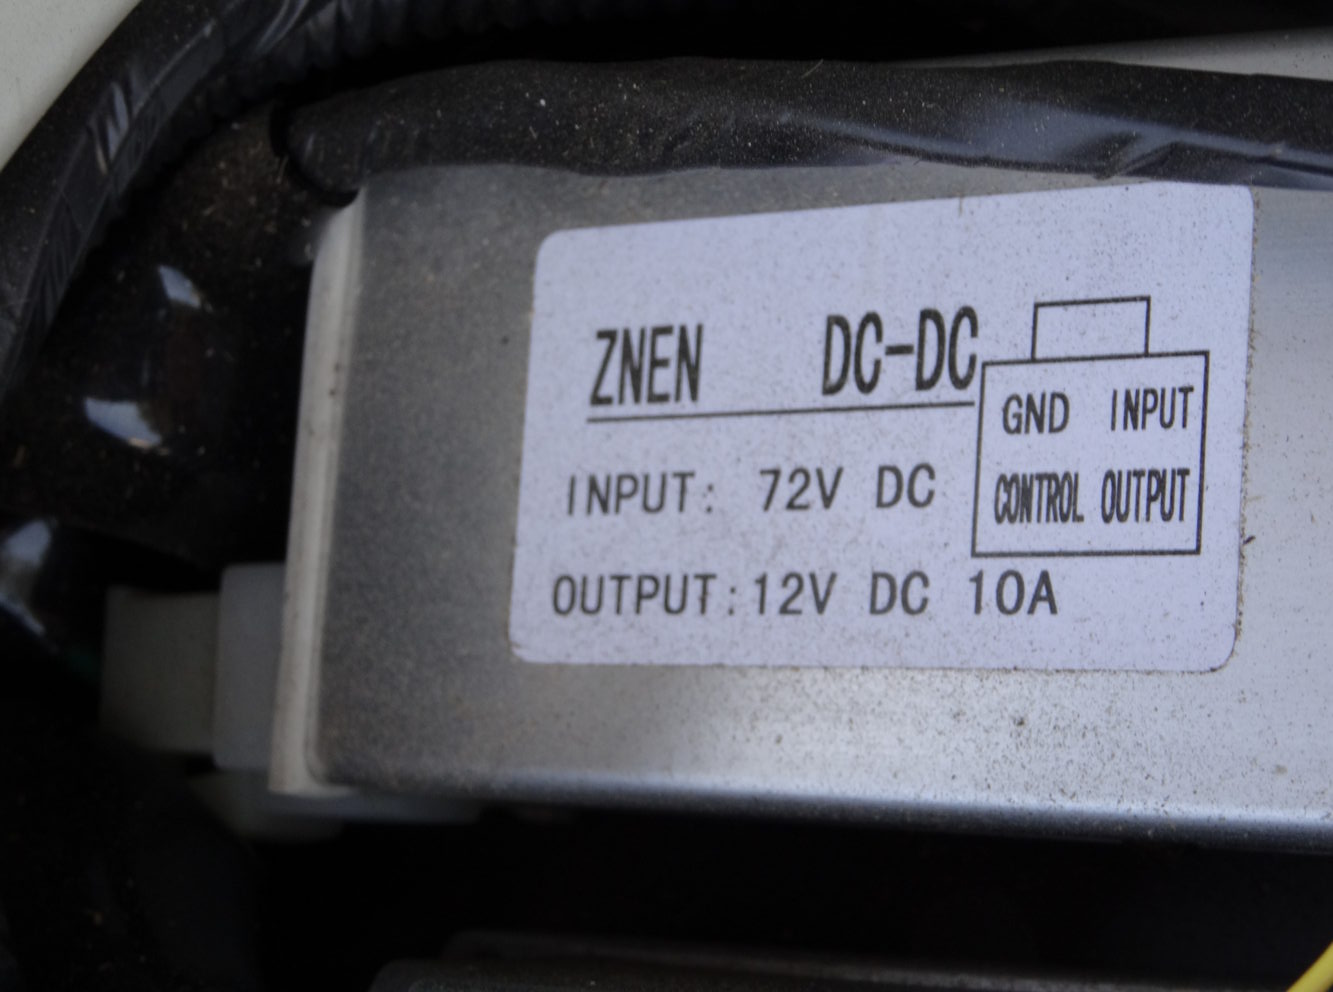 ZNEN DC-DC
GND INPUT
CONTROL OUTPUT
INPUT: 72V DC
OUTPUT:12V DC 10A